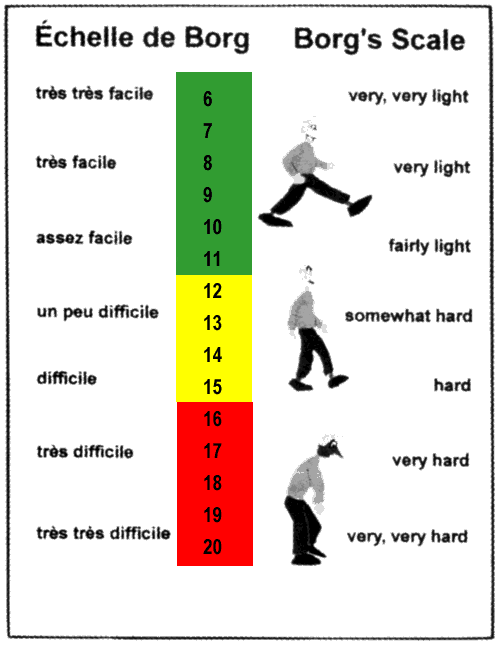 Échelle de Borg Borg's Scale
très très facile 6 very, very light
7
très facile 8 very light
9
assez facile 10 fairly light
11
12
un peu difficile 13 somewhat hard
14
difficile 15 hard
16
très difficile 17 very hard
18
19
très très difficile 20 very, very hard